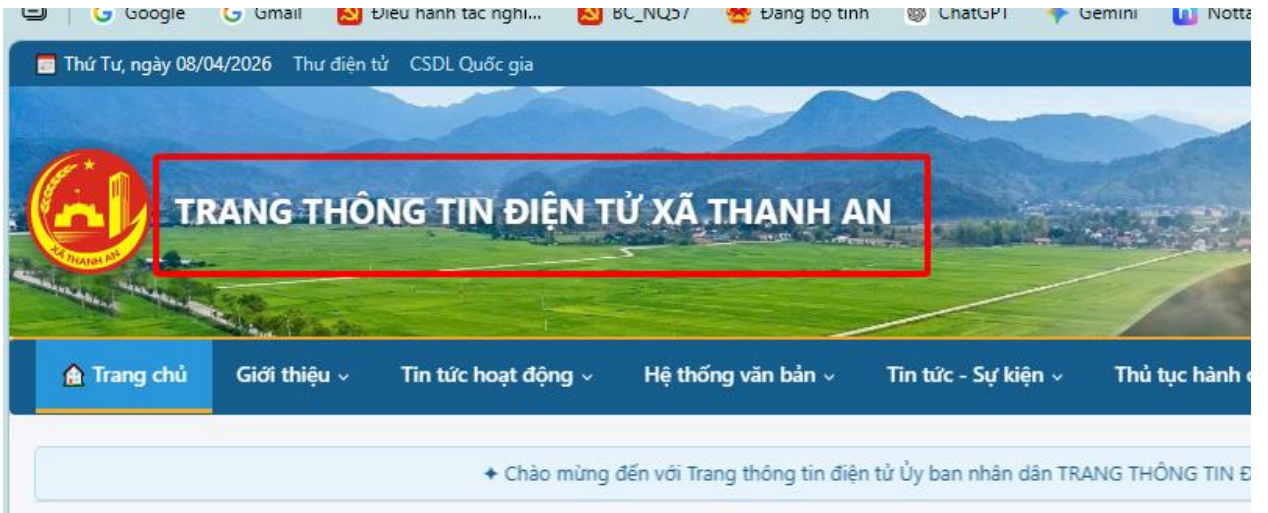 Google Gmail Điều hành tác nghi... BC_NQ57 Đảng bộ tỉnh ChatGPT Gemini Notta
Thứ Tư, ngày 08/04/2026 Thư điện tử CSDL Quốc gia
TRANG THÔNG TIN ĐIỆN TỬ XÃ THANH AN
XÃ THANH AN
Trang chủ Giới thiệu Tin tức hoạt động Hệ thống văn bản Tin tức - Sự kiện Thủ tục hành
✦ Chào mừng đến với Trang thông tin điện tử Ủy ban nhân dân TRANG THÔNG TIN Đ